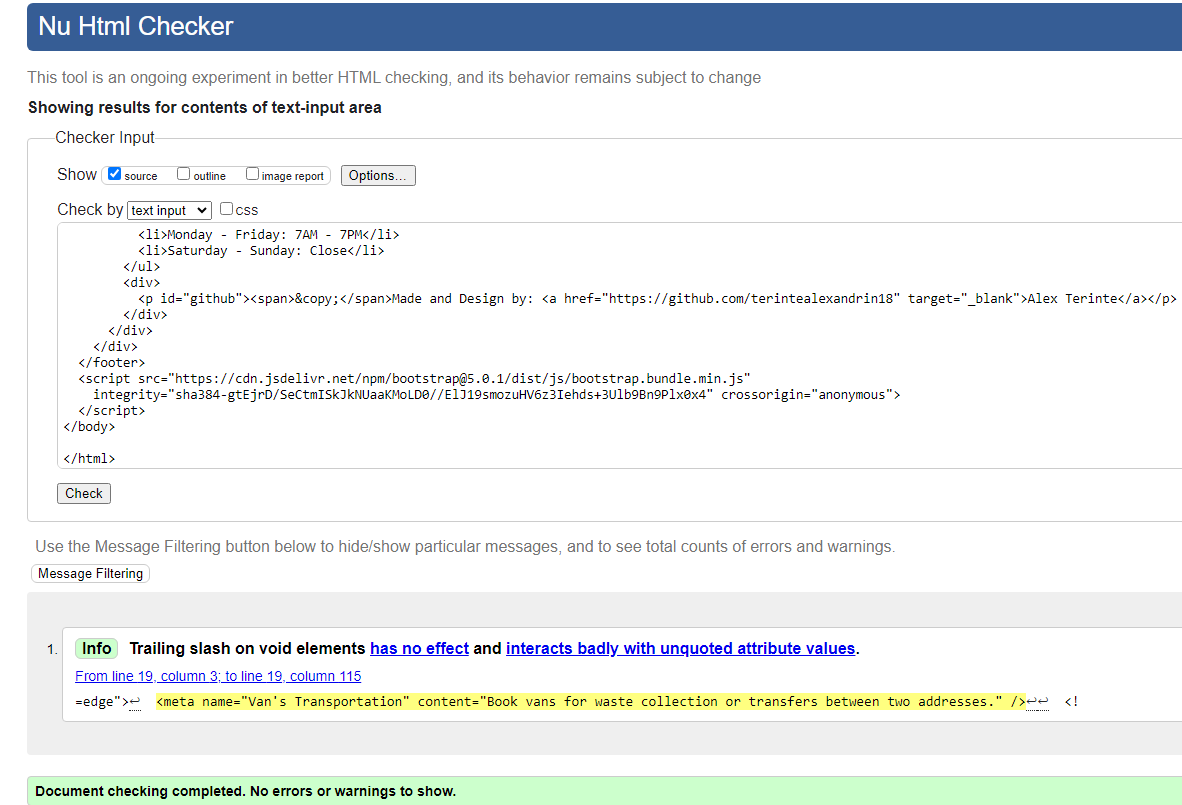 Nu Html Checker
This tool is an ongoing experiment in better HTML checking, and its behavior remains subject to change
Showing results for contents of text-input area
Checker Input
Show source outline image report Options...
Check by text input css
<li>Monday - Friday: 7AM - 7PM</li>
<li>Saturday - Sunday: Close</li>
</ul>
<div>
<p id="github"><span>&copy;</span>Made and Design by: <a href="https://github.com/terintealexandrin18" target="_blank">Alex Terinte</a></p>
</div>
</div>
</div>
</footer>
<script src="https://cdn.jsdelivr.net/npm/bootstrap@5.0.1/dist/js/bootstrap.bundle.min.js"
integrity="sha384-gtEjrD/SeCtmISkJkNUaaKMoLD0//ElJ19smozuHV6z3Iehds+3Ulb9Bn9Plx0x4" crossorigin="anonymous">
</script>
</body>
</html>
Check
Use the Message Filtering button below to hide/show particular messages, and to see total counts of errors and warnings.
Message Filtering
1. Info Trailing slash on void elements has no effect and interacts badly with unquoted attribute values.
From line 19, column 3; to line 19, column 115
=edge">↩ <meta name="Van's Transportation" content="Book vans for waste collection or transfers between two addresses." />↩↩ <!
Document checking completed. No errors or warnings to show.